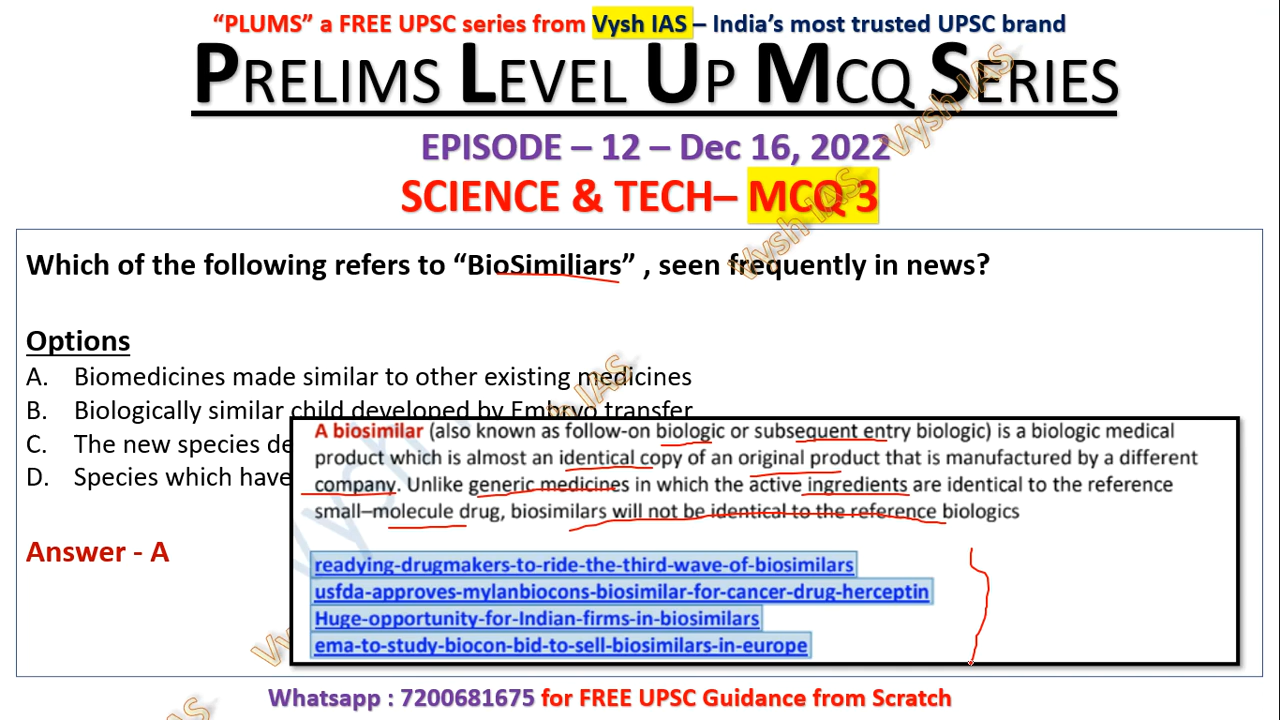 “PLUMS” a FREE UPSC series from Vysh IAS – India’s most trusted UPSC brand
PRELIMS LEVEL UP MCQ SERIES
EPISODE – 12 – Dec 16, 2022
SCIENCE & TECH– MCQ 3
Which of the following refers to “BioSimiliars” , seen frequently in news?
Options
A. Biomedicines made similar to other existing medicines
B. Biologically similar child developed by Embryo transfer
C. The new species
D. Species which have
A biosimilar (also known as follow-on biologic or subsequent entry biologic) is a biologic medical
product which is almost an identical copy of an original product that is manufactured by a different
company. Unlike generic medicines in which the active ingredients are identical to the reference
small–molecule drug, biosimilars will not be identical to the reference biologics
Answer - A
readying-drugmakers-to-ride-the-third-wave-of-biosimilars
usfda-approves-mylanbiocons-biosimilar-for-cancer-drug-herceptin
Huge-opportunity-for-Indian-firms-in-biosimilars
ema-to-study-biocon-bid-to-sell-biosimilars-in-europe
Whatsapp : 7200681675 for FREE UPSC Guidance from Scratch
Vysh IAS
Vysh IAS